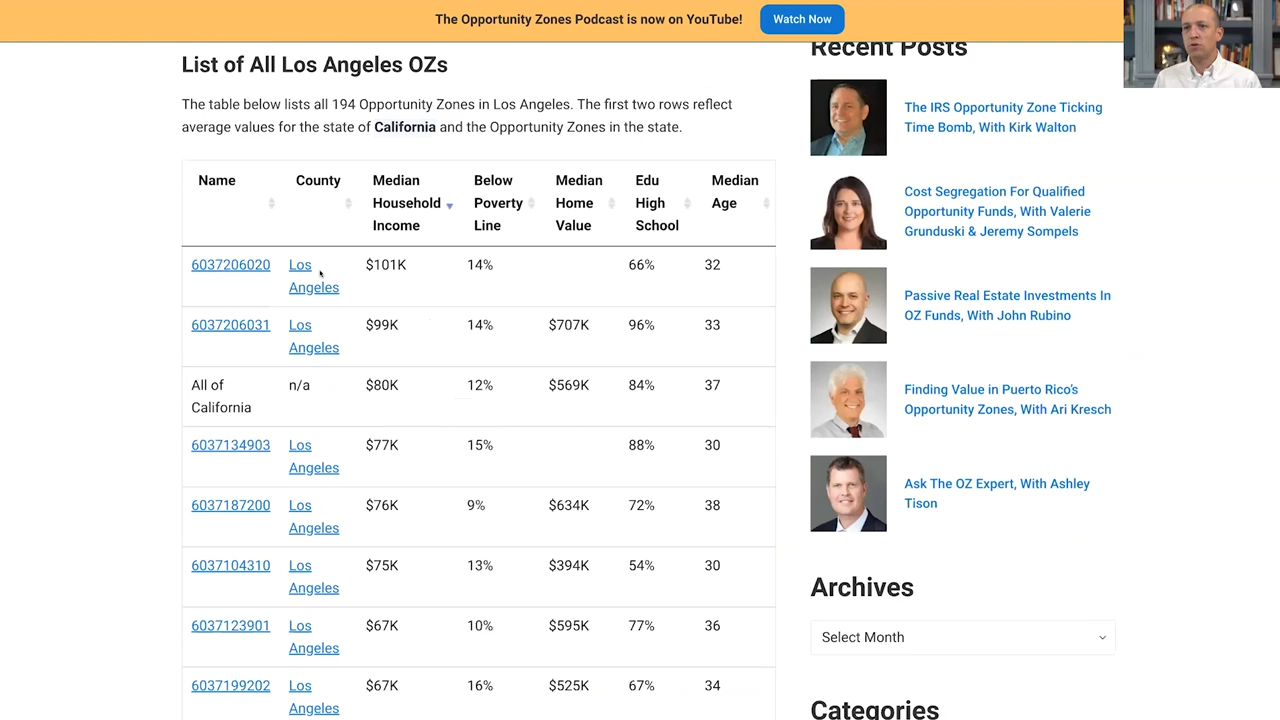 The Opportunity Zones Podcast is now on YouTube! Watch Now
List of All Los Angeles OZs
The table below lists all 194 Opportunity Zones in Los Angeles. The first two rows reflect
average values for the state of California and the Opportunity Zones in the state.
Name County Median Household Income Below Poverty Line Median Home Value Edu High School Median Age
6037206020 Los Angeles $101K 14% 66% 32
6037206031 Los Angeles $99K 14% $707K 96% 33
All of California n/a $80K 12% $569K 84% 37
6037134903 Los Angeles $77K 15% 88% 30
6037187200 Los Angeles $76K 9% $634K 72% 38
6037104310 Los Angeles $75K 13% $394K 54% 30
6037123901 Los Angeles $67K 10% $595K 77% 36
6037199202 Los Angeles $67K 16% $525K 67% 34
Recent Posts
The IRS Opportunity Zone Ticking
Time Bomb, With Kirk Walton
Cost Segregation For Qualified
Opportunity Funds, With Valerie
Grunduski & Jeremy Sompels
Passive Real Estate Investments In
OZ Funds, With John Rubino
Finding Value in Puerto Rico's
Opportunity Zones, With Ari Kresch
Ask The OZ Expert, With Ashley
Tison
Archives
Select Month
Categories